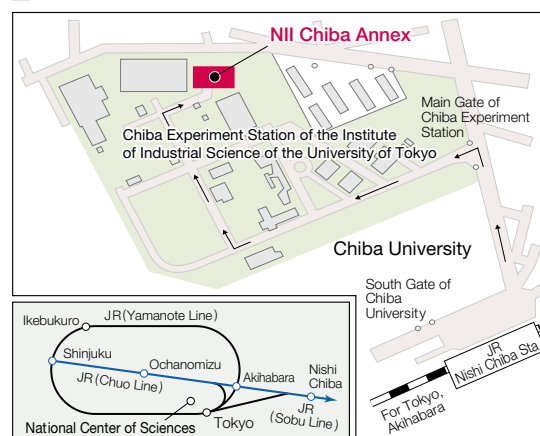 NII Chiba Annex
Main Gate of
Chiba Experiment
Station
Chiba Experiment Station of the Institute
of Industrial Science of the University of Tokyo
Chiba University
South Gate of
Chiba
University
JR
Nishi Chiba Sta
For Tokyo,
Akihabara
JR (Yamanote Line)
Ikebukuro
Shinjuku
Ochanomizu
JR (Chuo Line)
Akihabara
Nishi
Chiba
JR
(Sobu Line)
National Center of Sciences
Tokyo